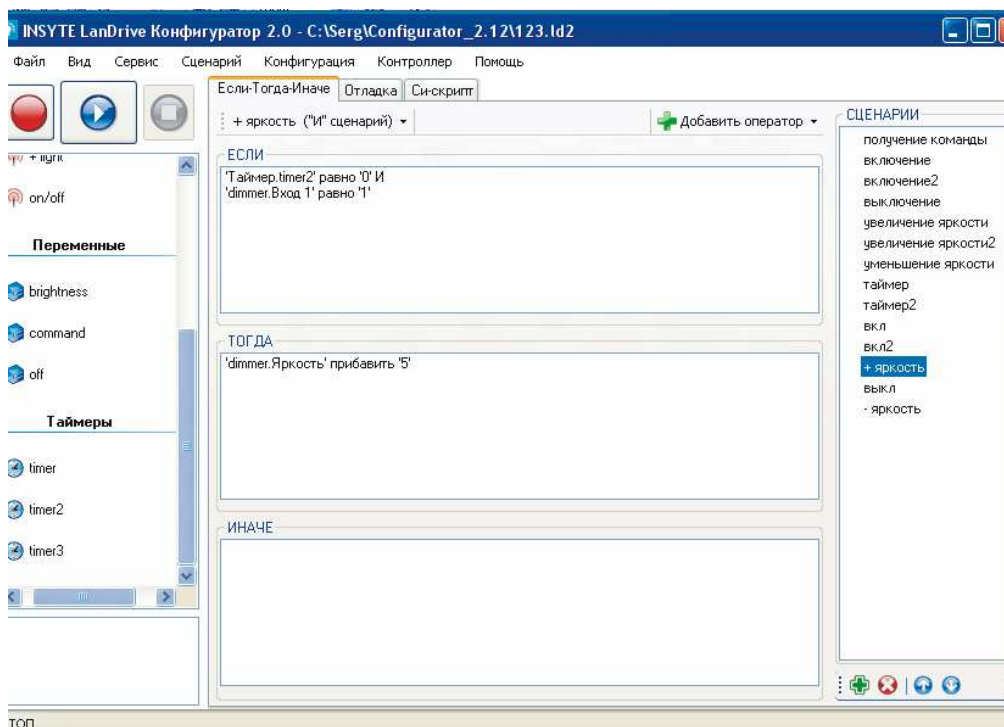 INSYTE LanDrive Конфигуратор 2.0 - C:\Serg\Configurator_2.12\123.ld2
Файл Вид Сервис Сценарий Конфигурация Контроллер Помощь
Если-Тогда-Иначе Отладка Си-скрипт
+ яркость ("И" сценарий)
Добавить оператор
+ light
on/off
Переменные
brightness
command
off
Таймеры
timer
timer2
timer3
ЕСЛИ
'Таймер.timer2' равно '0' И
'dimmer.Вход 1' равно '1'
ТОГДА
'dimmer.Яркость' прибавить '5'
ИНАЧЕ
СЦЕНАРИИ
получение команды
включение
включение2
выключение
увеличение яркости
увеличение яркости2
уменьшение яркости
таймер
таймер2
вкл
вкл2
+ яркость
выкл
- яркость